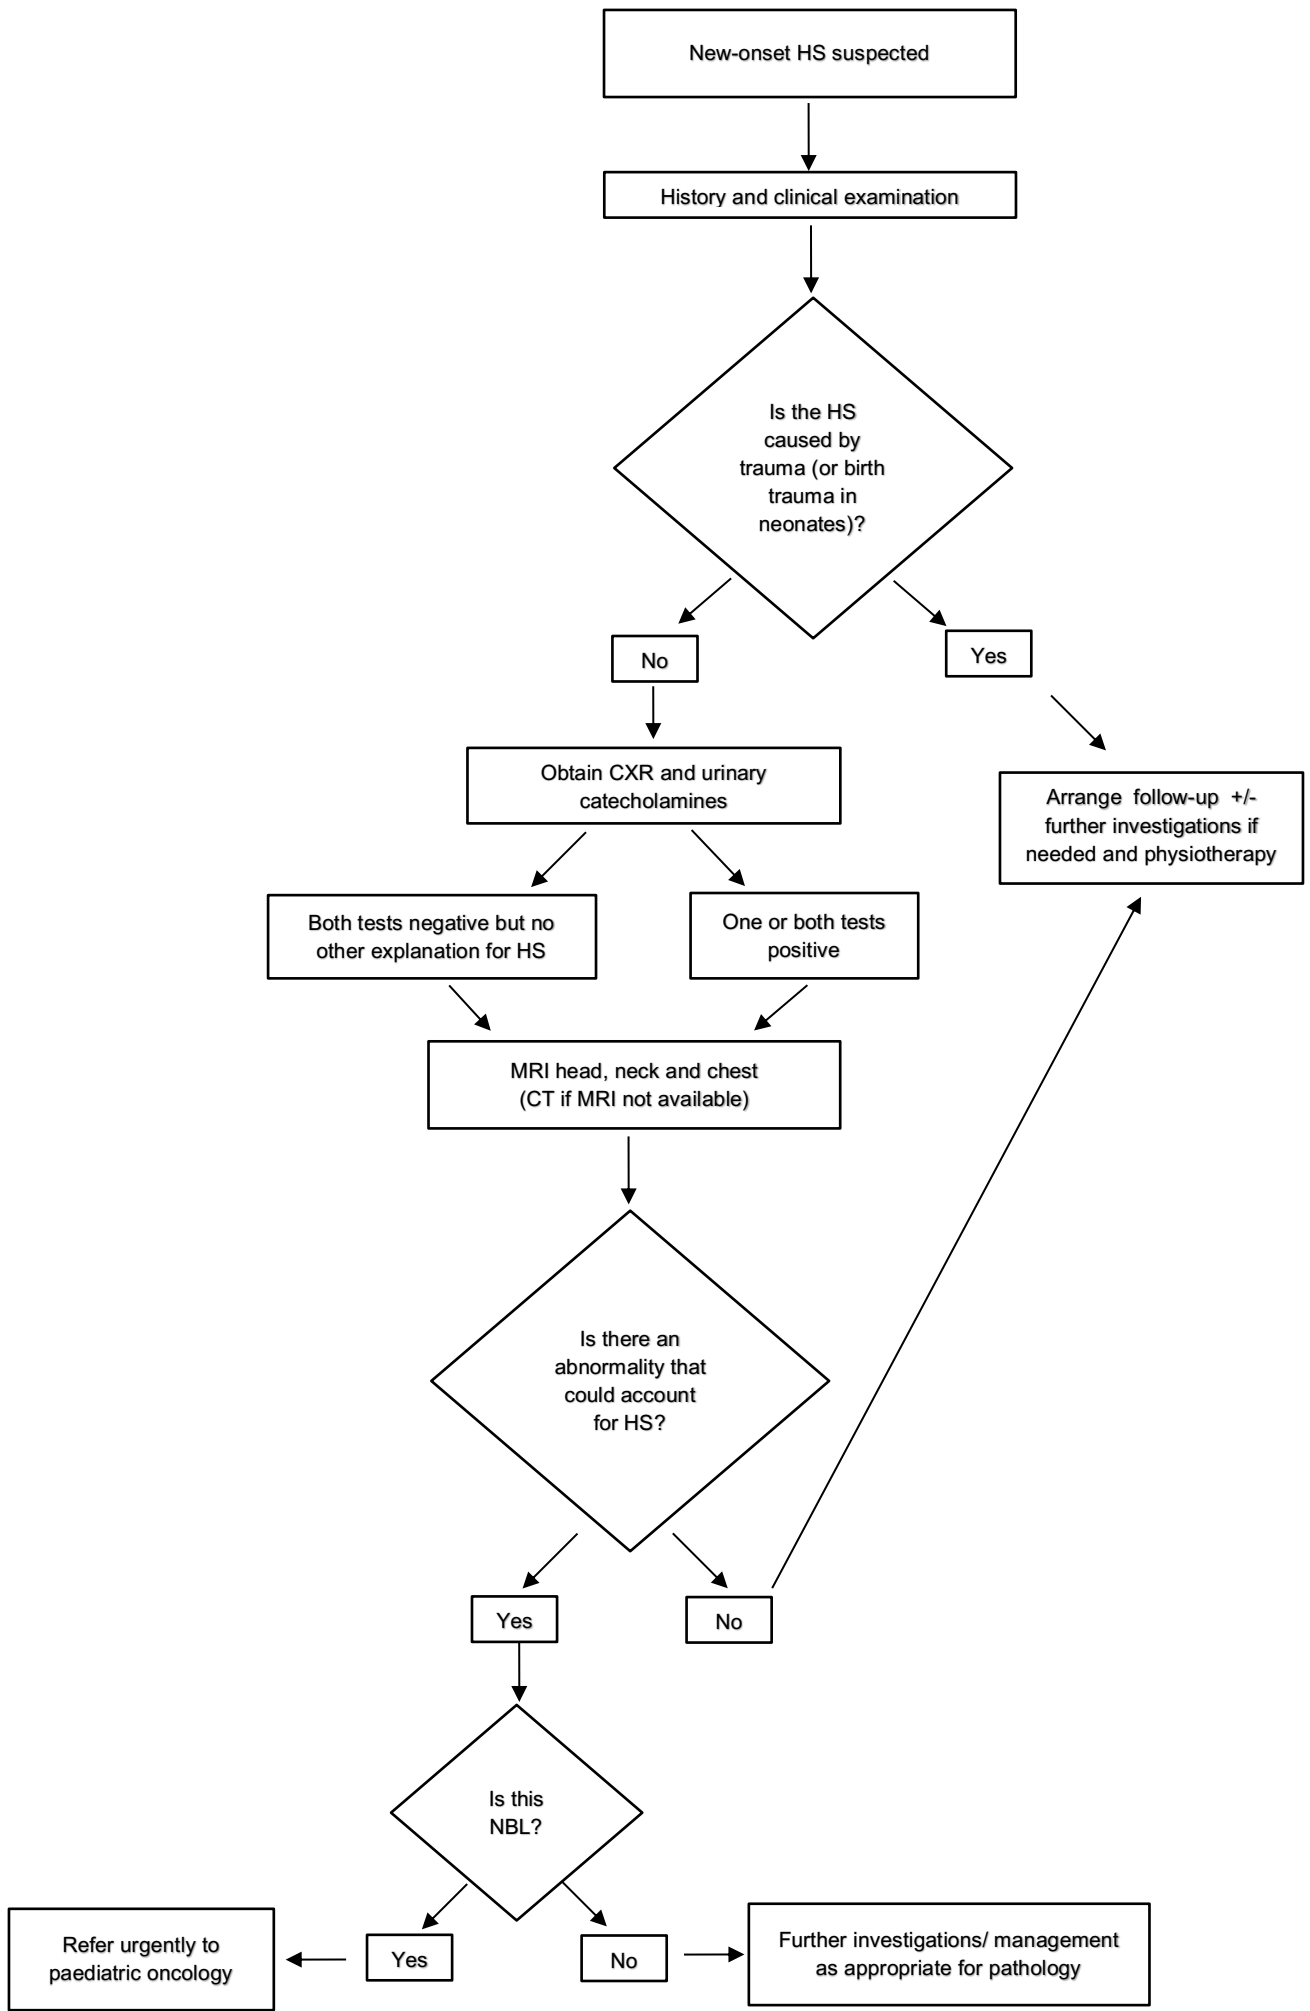 New-onset HS suspected
History and clinical examination
Is the HS
caused by
trauma (or birth
trauma in
neonates)?
No
Yes
Obtain CXR and urinary
catecholamines
Arrange follow-up +/-
further investigations if
needed and physiotherapy
Both tests negative but no
other explanation for HS
One or both tests
positive
MRI head, neck and chest
(CT if MRI not available)
Is there an
abnormality that
could account
for HS?
Yes
No
Is this
NBL?
Refer urgently to
paediatric oncology
Yes
No
Further investigations/ management
as appropriate for pathology